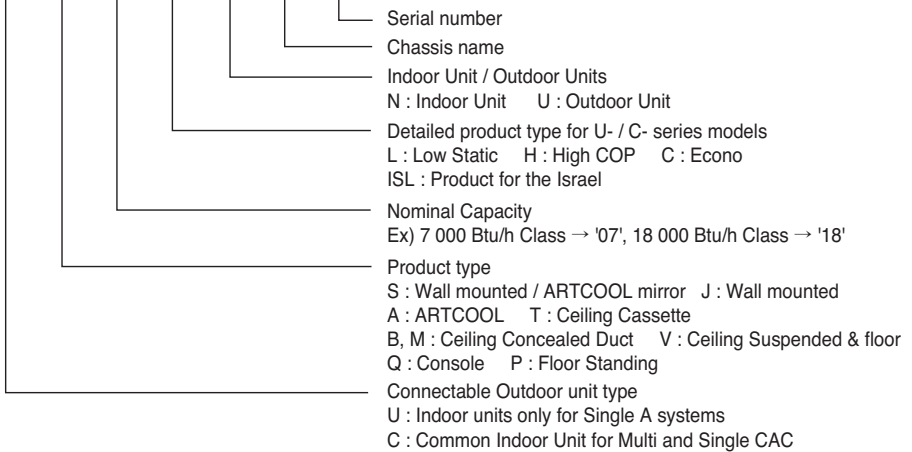 Serial number
Chassis name
Indoor Unit / Outdoor Units
N : Indoor Unit U : Outdoor Unit
Detailed product type for U- / C- series models
L : Low Static H : High COP C : Econo
ISL : Product for the Israel
Nominal Capacity
Ex) 7 000 Btu/h Class → '07', 18 000 Btu/h Class → '18'
Product type
S : Wall mounted / ARTCOOL mirror J : Wall mounted
A : ARTCOOL T : Ceiling Cassette
B, M : Ceiling Concealed Duct V : Ceiling Suspended & floor
Q : Console P : Floor Standing
Connectable Outdoor unit type
U : Indoor units only for Single A systems
C : Common Indoor Unit for Multi and Single CAC